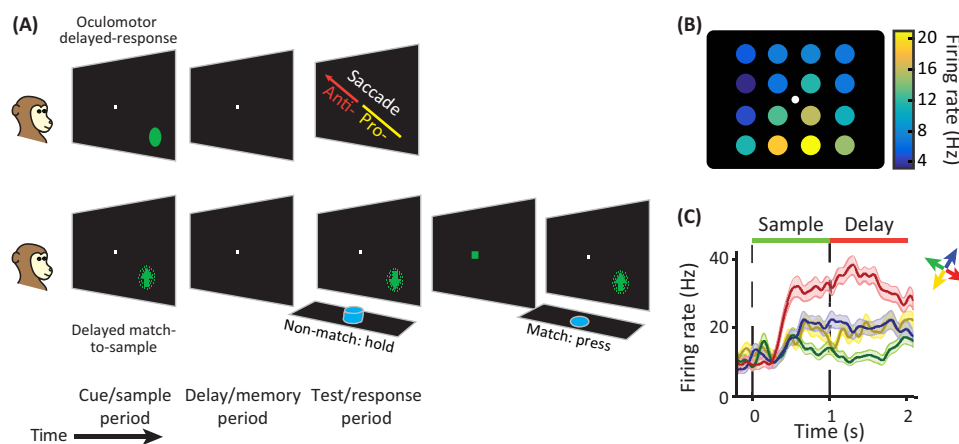 (A)
Oculomotor
delayed-response
Saccade
Anti-
Pro-
Delayed match-
to-sample
Non-match: hold
Match: press
Cue/sample
period
Delay/memory
period
Test/response
period
Time
(B)
20
16
12
8
4
Firing rate (Hz)
(C)
Sample
Delay
40
20
0
Firing rate (Hz)
0
1
2
Time (s)